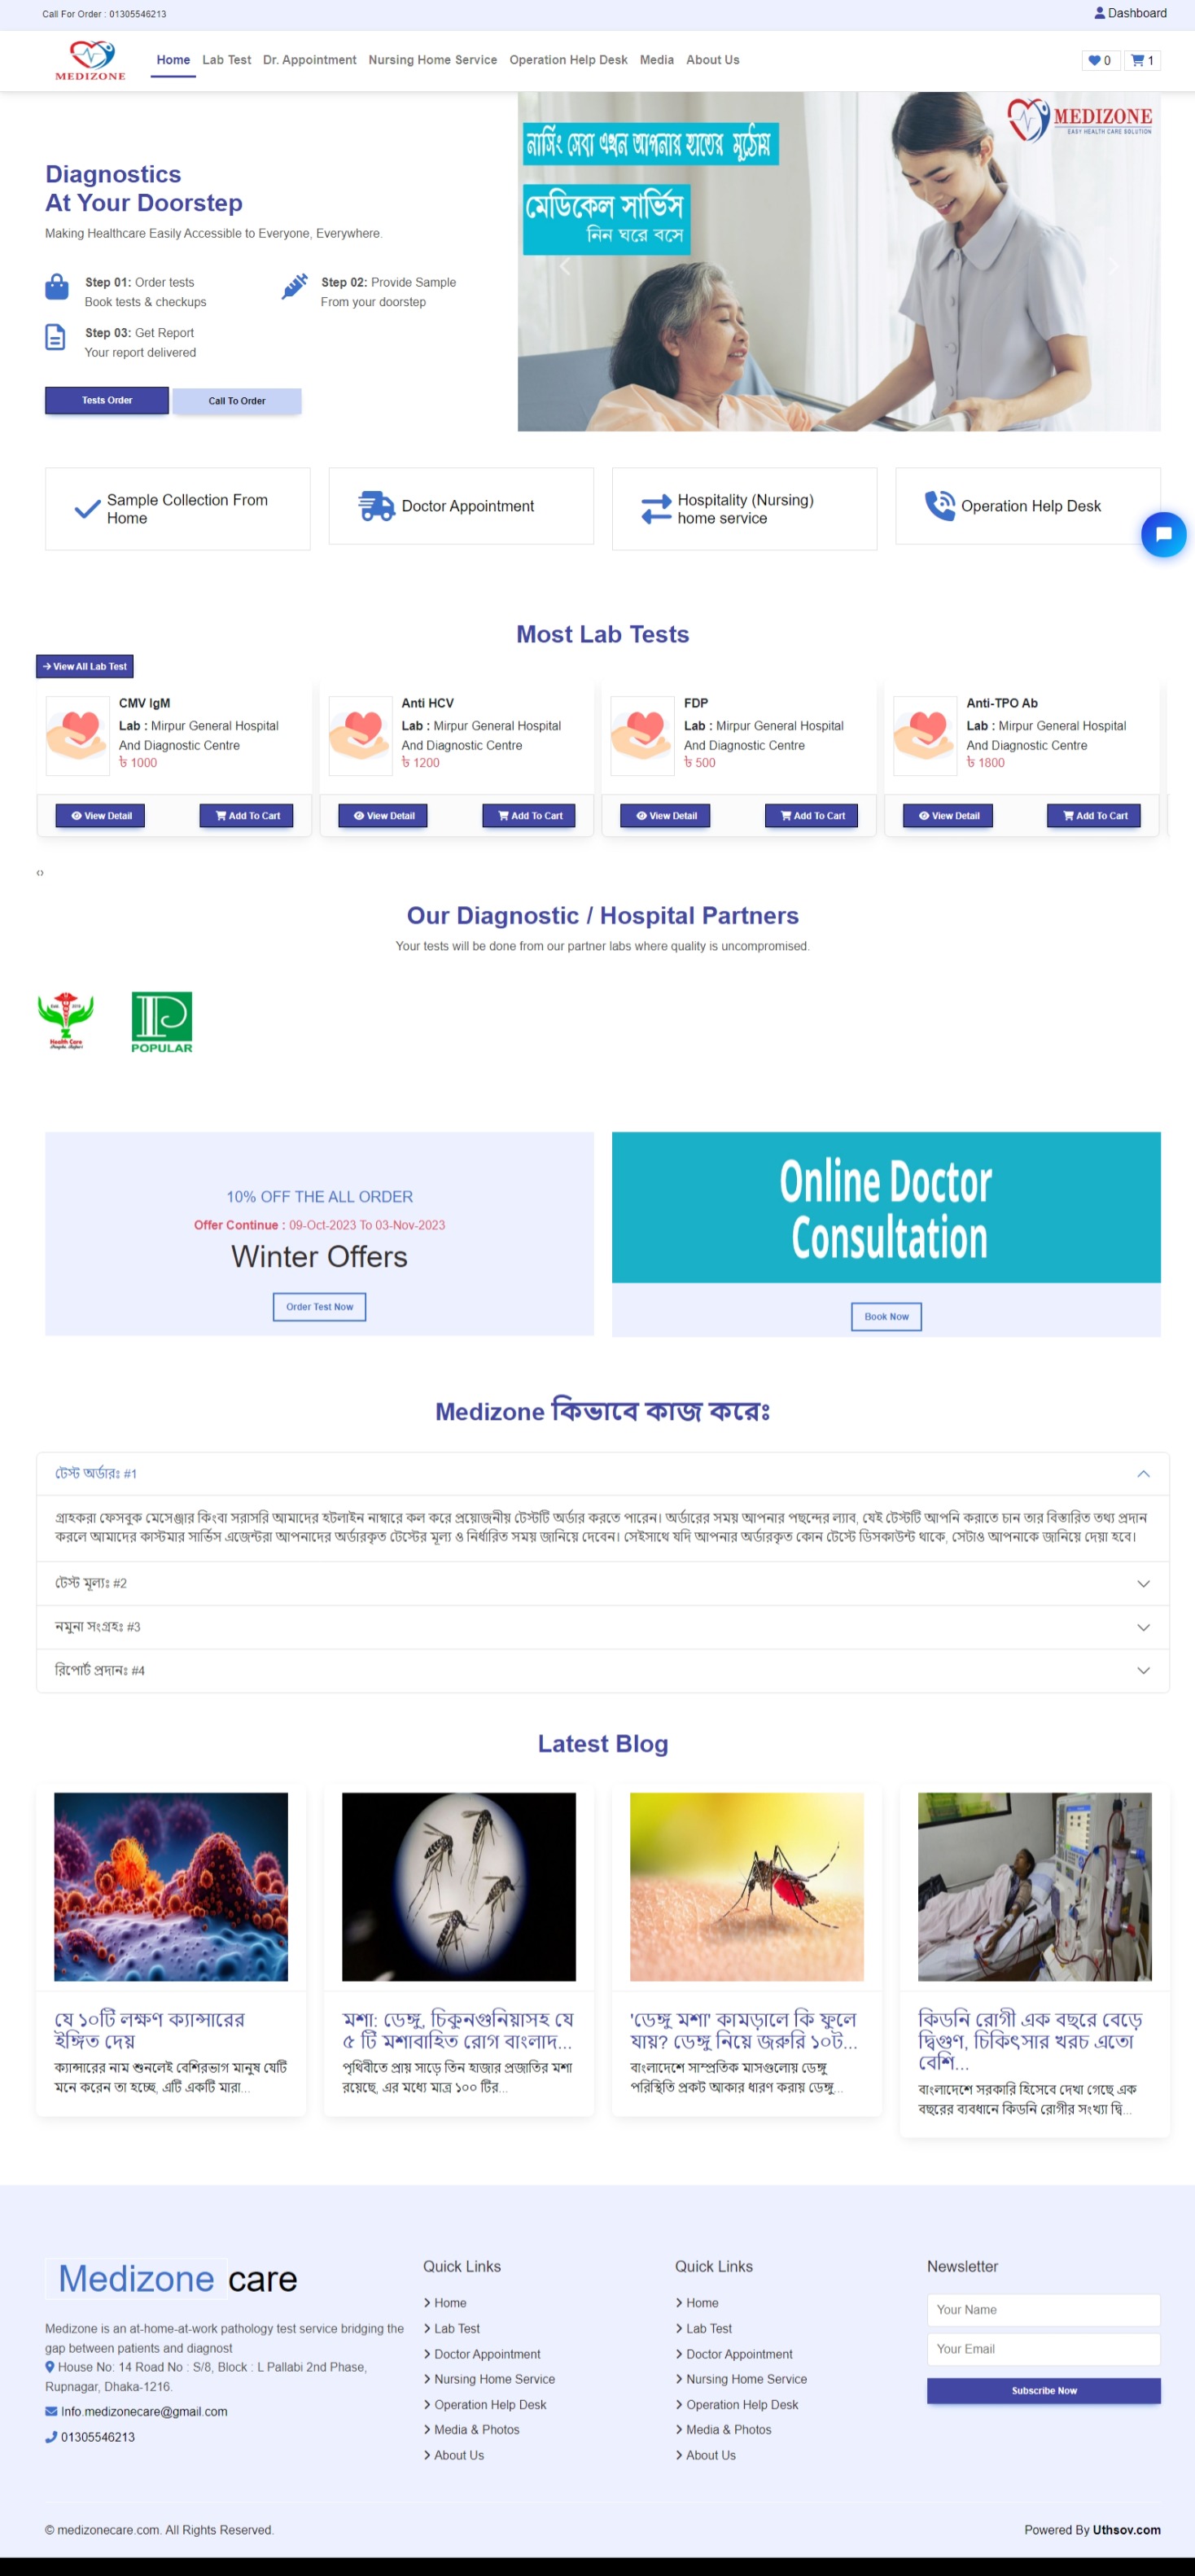 Call For Order : 01305546213
Dashboard
MEDIZONE
Home Lab Test Dr. Appointment Nursing Home Service Operation Help Desk Media About Us
0 1
Diagnostics
At Your Doorstep
Making Healthcare Easily Accessible to Everyone, Everywhere.
Step 01: Order tests
Book tests & checkups
Step 02: Provide Sample
From your doorstep
Step 03: Get Report
Your report delivered
Tests Order
Call To Order
নার্সিং সেবা এখন আপনার হাতের মুঠোয়
মেডিকেল সার্ভিস
নিন ঘরে বসে
MEDIZONE
EASY HEALTH CARE SOLUTION
Sample Collection From
Home
Doctor Appointment
Hospitality (Nursing)
home service
Operation Help Desk
Most Lab Tests
View All Lab Test
CMV IgM
Lab : Mirpur General Hospital
And Diagnostic Centre
৳ 1000
View Detail
Add To Cart
Anti HCV
Lab : Mirpur General Hospital
And Diagnostic Centre
৳ 1200
View Detail
Add To Cart
FDP
Lab : Mirpur General Hospital
And Diagnostic Centre
৳ 500
View Detail
Add To Cart
Anti-TPO Ab
Lab : Mirpur General Hospital
And Diagnostic Centre
৳ 1800
View Detail
Add To Cart
‹›
Our Diagnostic / Hospital Partners
Your tests will be done from our partner labs where quality is uncompromised.
Health Care
POPULAR
10% OFF THE ALL ORDER
Offer Continue : 09-Oct-2023 To 03-Nov-2023
Winter Offers
Order Test Now
Online Doctor
Consultation
Book Now
Medizone কিভাবে কাজ করেঃ
টেস্ট অর্ডারঃ #1
গ্রাহকরা ফেসবুক মেসেঞ্জার কিংবা সরাসরি আমাদের হটলাইন নাম্বারে কল করে প্রয়োজনীয় টেস্টটি অর্ডার করতে পারেন। অর্ডারের সময় আপনার পছন্দের ল্যাব, যেই টেস্টটি আপনি করাতে চান তার বিস্তারিত তথ্য প্রদান
করলে আমাদের কাস্টমার সার্ভিস এজেন্টরা আপনাদের অর্ডারকৃত টেস্টের মূল্য ও নির্ধারিত সময় জানিয়ে দেবেন। সেইসাথে যদি আপনার অর্ডারকৃত কোন টেস্টে ডিসকাউন্ট থাকে, সেটাও আপনাকে জানিয়ে দেয়া হবে।
টেস্ট মূল্যঃ #2
নমুনা সংগ্রহঃ #3
রিপোর্ট প্রদানঃ #4
Latest Blog
যে ১০টি লক্ষণ ক্যান্সারের
ইঙ্গিত দেয়
ক্যান্সারের নাম শুনলেই বেশিরভাগ মানুষ যেটি
মনে করেন তা হচ্ছে, এটি একটি মারা...
মশা: ডেঙ্গু, চিকুনগুনিয়াসহ যে
৫ টি মশাবাহিত রোগ বাংলাদ...
পৃথিবীতে প্রায় সাড়ে তিন হাজার প্রজাতির মশা
রয়েছে, এর মধ্যে মাত্র ১০০ টির...
'ডেঙ্গু মশা' কামড়ালে কি ফুলে
যায়? ডেঙ্গু নিয়ে জরুরি ১০ট...
বাংলাদেশে সাম্প্রতিক মাসগুলোয় ডেঙ্গু
পরিস্থিতি প্রকট আকার ধারণ করায় ডেঙ্গু...
কিডনি রোগী এক বছরে বেড়ে
দ্বিগুণ, চিকিৎসার খরচ এতো
বেশি...
বাংলাদেশে সরকারি হিসেবে দেখা গেছে এক
বছরের ব্যবধানে কিডনি রোগীর সংখ্যা দ্বি...
Medizone care
Medizone is an at-home-at-work pathology test service bridging the
gap between patients and diagnost
House No: 14 Road No : S/8, Block : L Pallabi 2nd Phase,
Rupnagar, Dhaka-1216.
Info.medizonecare@gmail.com
01305546213
Quick Links
Home
Lab Test
Doctor Appointment
Nursing Home Service
Operation Help Desk
Media & Photos
About Us
Quick Links
Home
Lab Test
Doctor Appointment
Nursing Home Service
Operation Help Desk
Media & Photos
About Us
Newsletter
Your Name
Your Email
Subscribe Now
© medizonecare.com. All Rights Reserved.
Powered By Uthsov.com